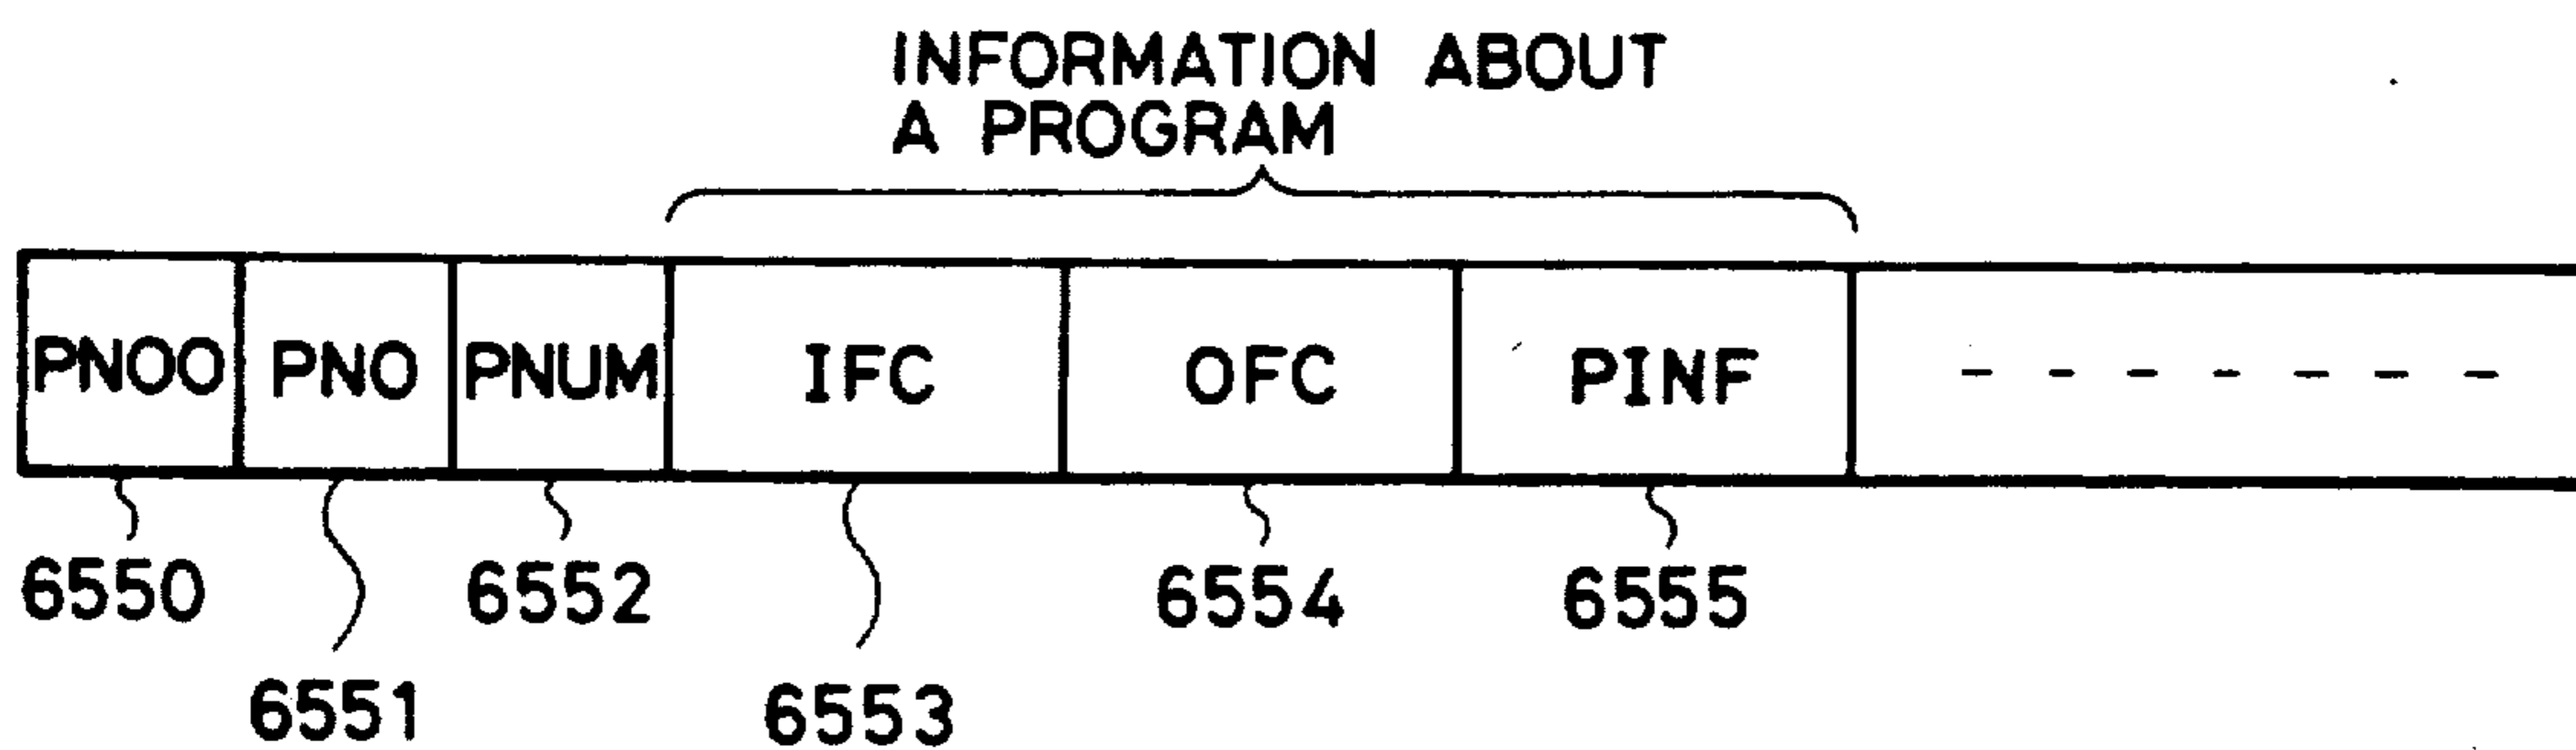 INFORMATION ABOUT
A PROGRAM
PNOO PNO PNUM IFC OFC PINF - - - - - - -
6550 6552 6554 6555
6551 6553